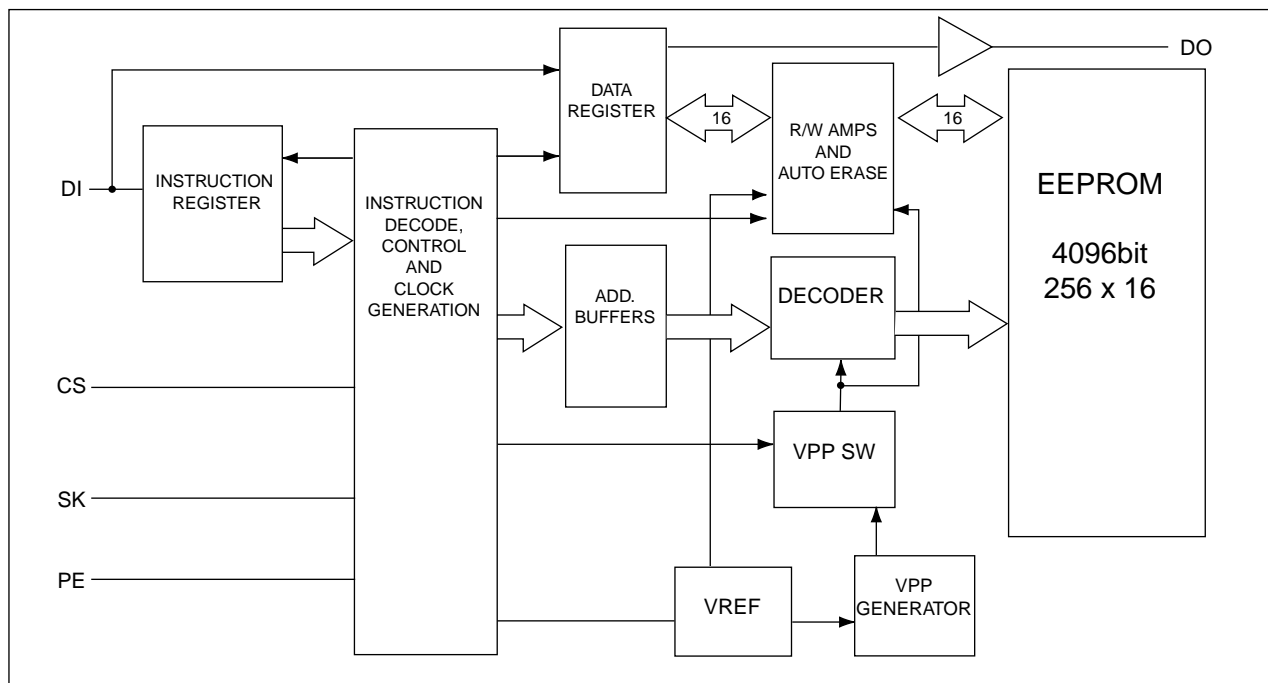 DO
DATA
REGISTER
16
R/W AMPS
AND
AUTO ERASE
16
EEPROM
4096bit
256 x 16
DI
INSTRUCTION
REGISTER
INSTRUCTION
DECODE,
CONTROL
AND
CLOCK
GENERATION
ADD.
BUFFERS
DECODER
CS
VPP SW
SK
PE
VREF
VPP
GENERATOR